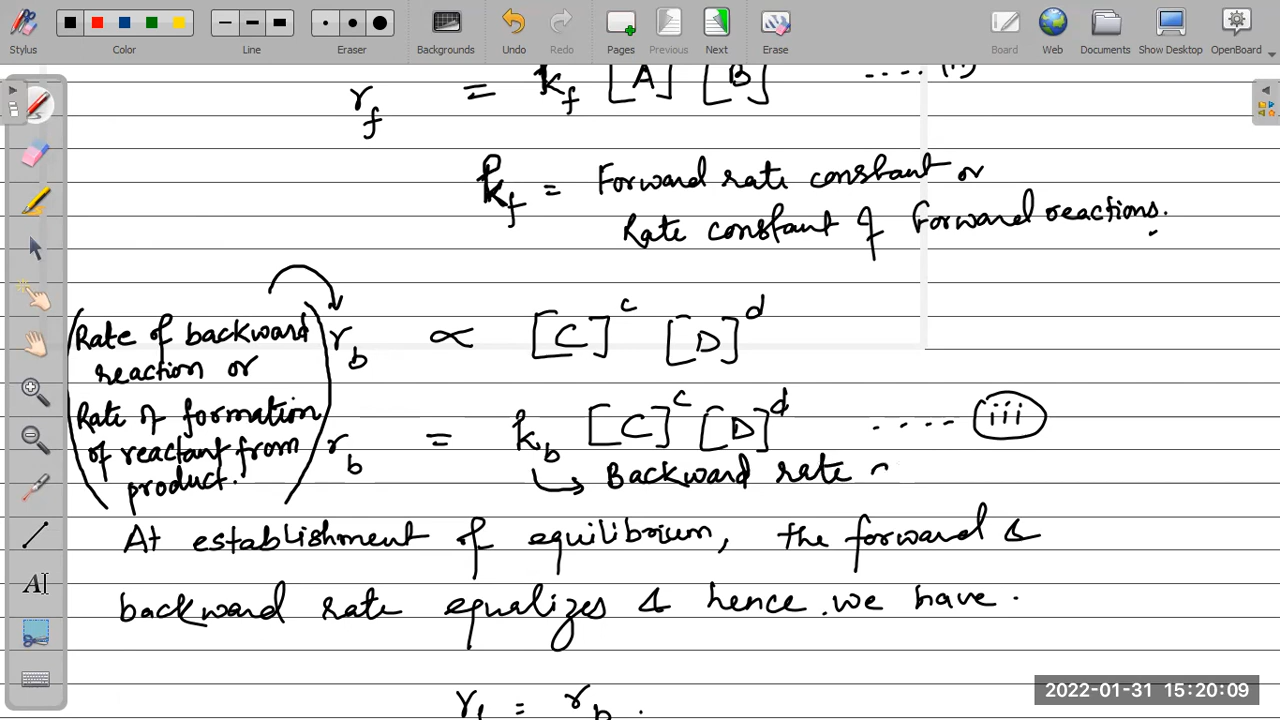 Stylus Color Line Eraser Backgrounds Undo Redo Pages Previous Next Erase Board Web Documents Show Desktop OpenBoard
r_f = k_f [A] [B] ..... (ii)
k_f = Forward rate constant or
Rate constant of Forward reactions.
(Rate of backward reaction or Rate of formation of reactant from product.)
r_b ∝ [C]^c [D]^d
r_b = k_b [C]^c [D]^d ..... (iii)
↳ Backward rate
At establishment of equilibrium, the forward &
backward rate equalizes & hence we have.
r_f = r_b.
2022-01-31 15:20:09